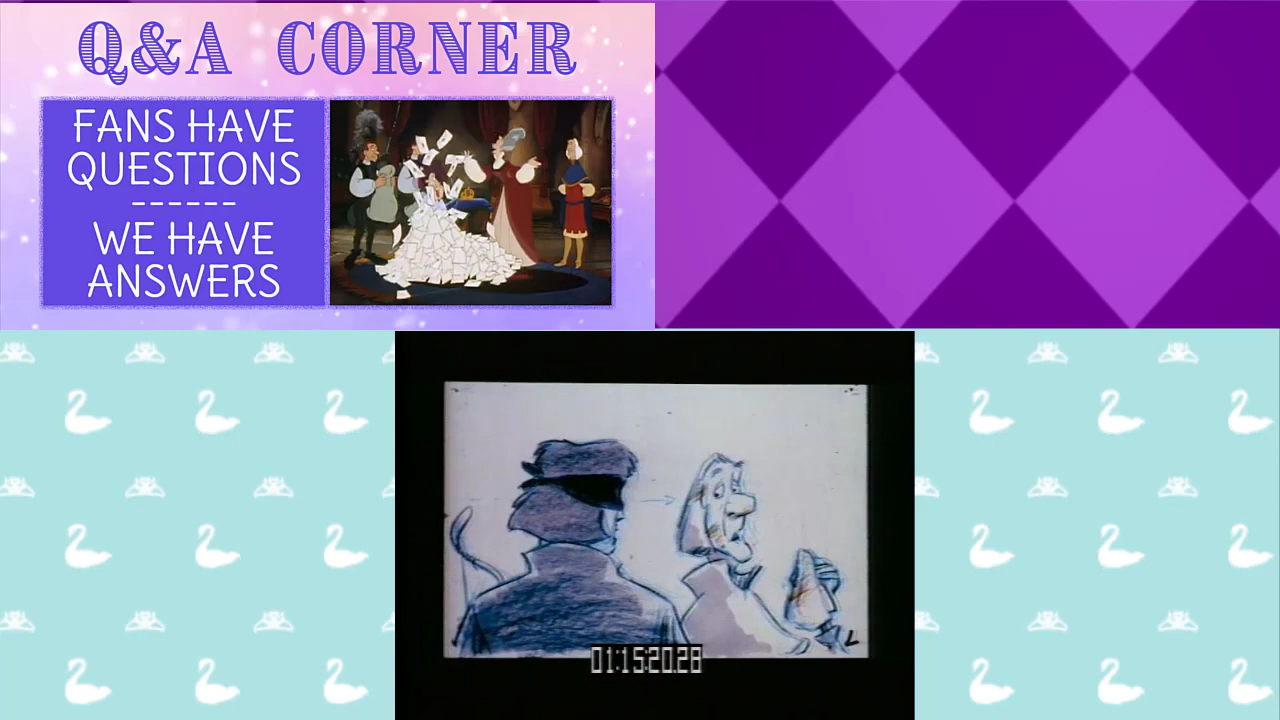 Q&A CORNER
FANS HAVE
QUESTIONS
------
WE HAVE
ANSWERS
01:15:20.28